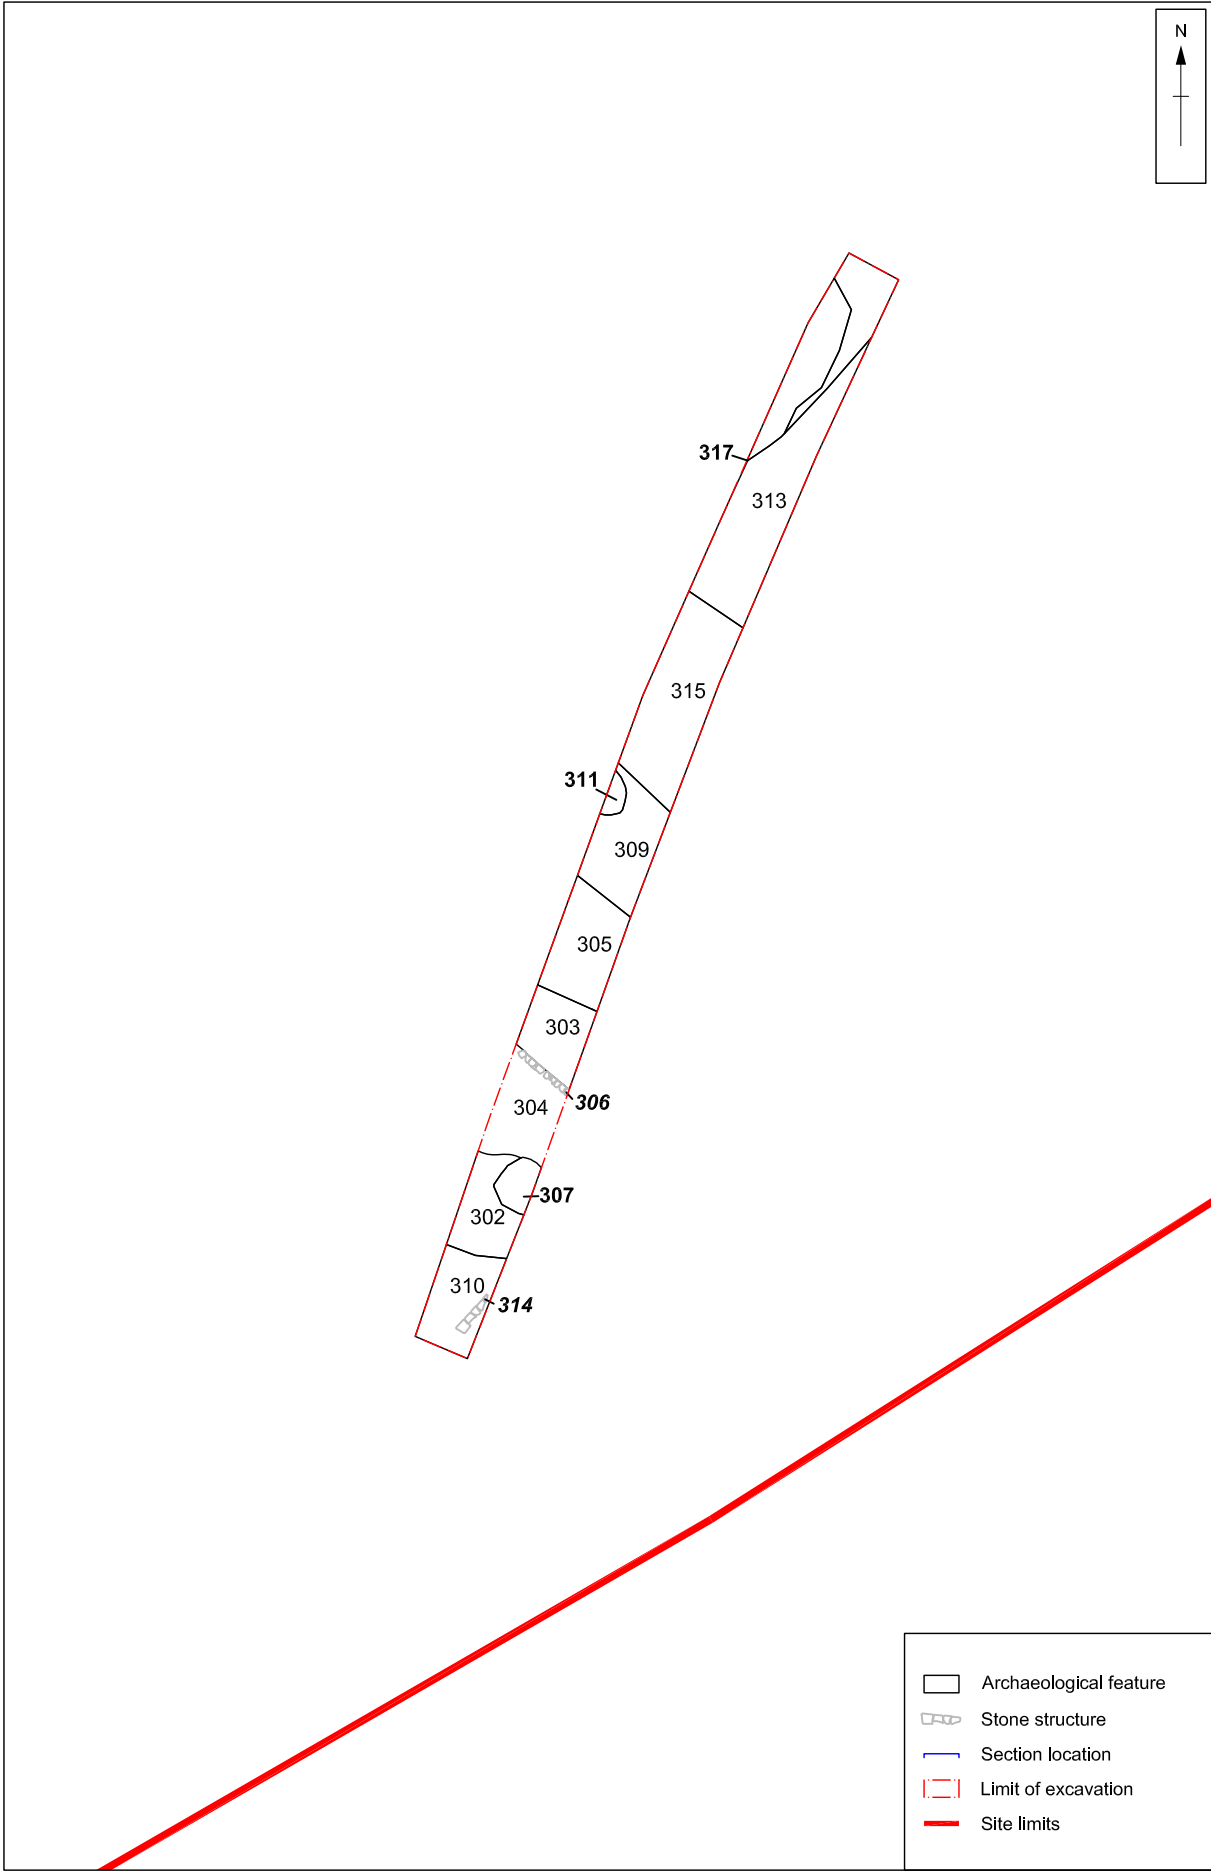 N
317
313
315
311
309
305
303
306
304
307
302
310
314
Archaeological feature
Stone structure
Section location
Limit of excavation
Site limits